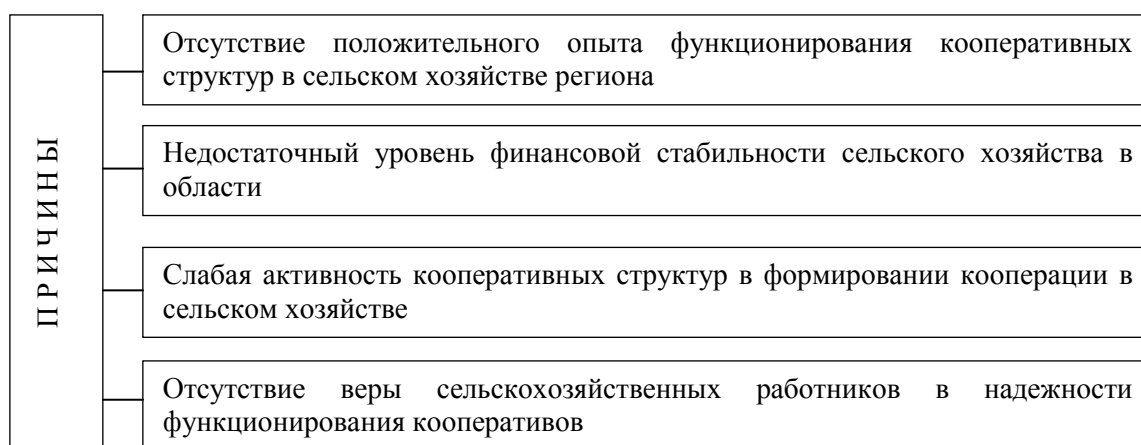 ПРИЧИНЫ
Отсутствие положительного опыта функционирования кооперативных
структур в сельском хозяйстве региона
Недостаточный уровень финансовой стабильности сельского хозяйства в
области
Слабая активность кооперативных структур в формировании кооперации в
сельском хозяйстве
Отсутствие веры сельскохозяйственных работников в надежности
функционирования кооперативов